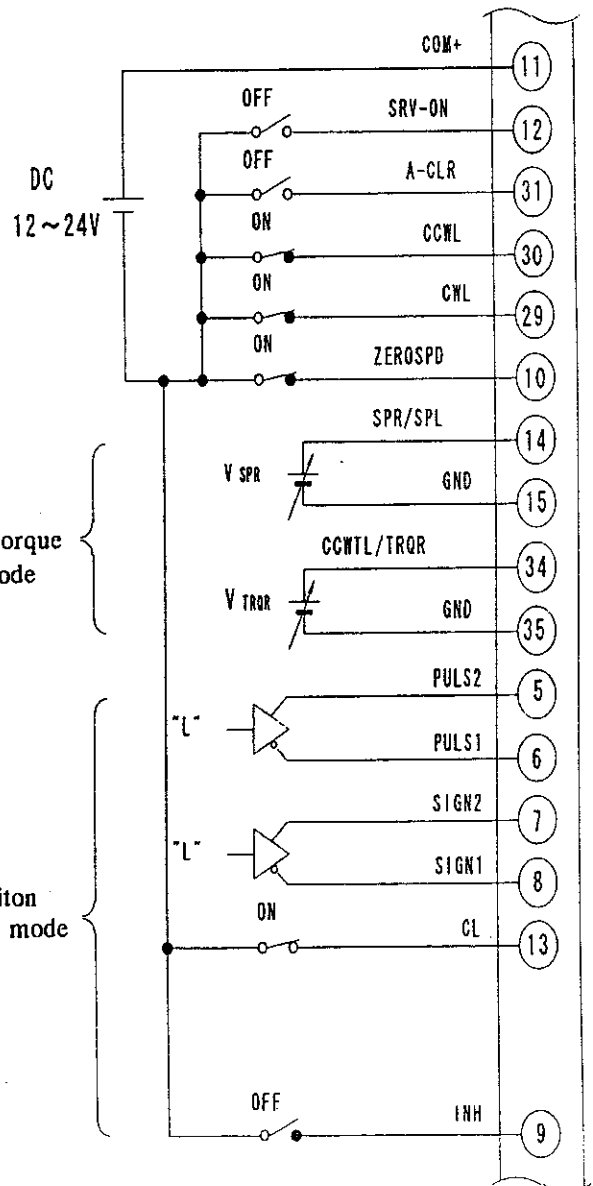 COM+ 11
OFF SRV-ON 12
OFF A-CLR 31
DC
12~24V
ON CCWL 30
ON CWL 29
ON ZEROSPD 10
SPR/SPL 14
V SPR
GND 15
orque
ode
CCWTL/TRQR 34
V TRQR
GND 35
PULS2 5
"L"
PULS1 6
SIGN2 7
"L"
SIGN1 8
iton
mode
ON CL 13
OFF INH 9